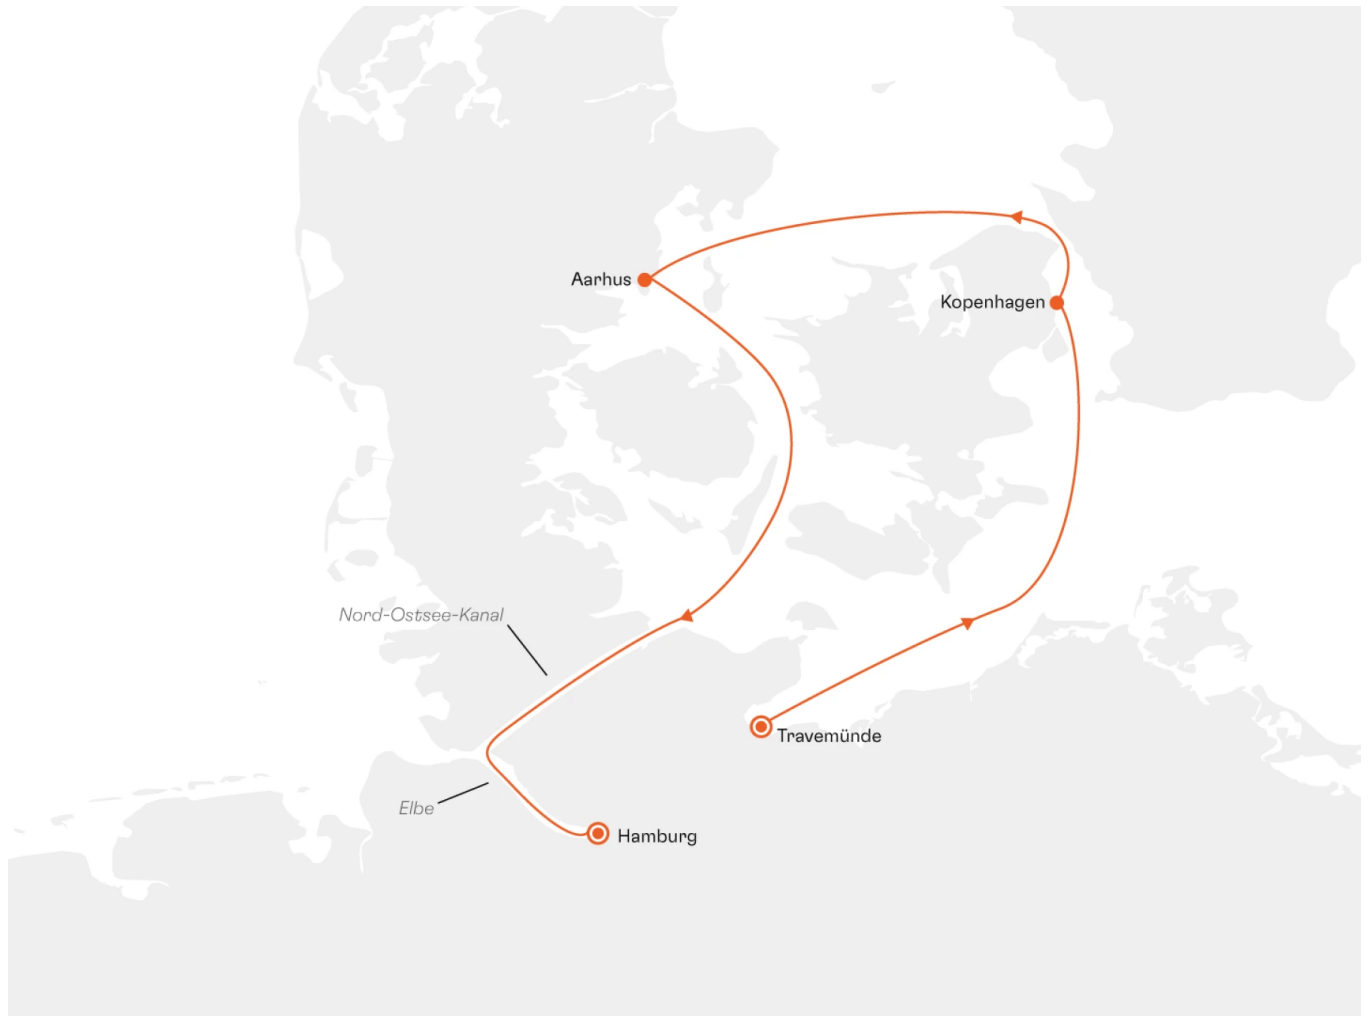 Aarhus
Kopenhagen
Nord-Ostsee-Kanal
Travemünde
Elbe
Hamburg